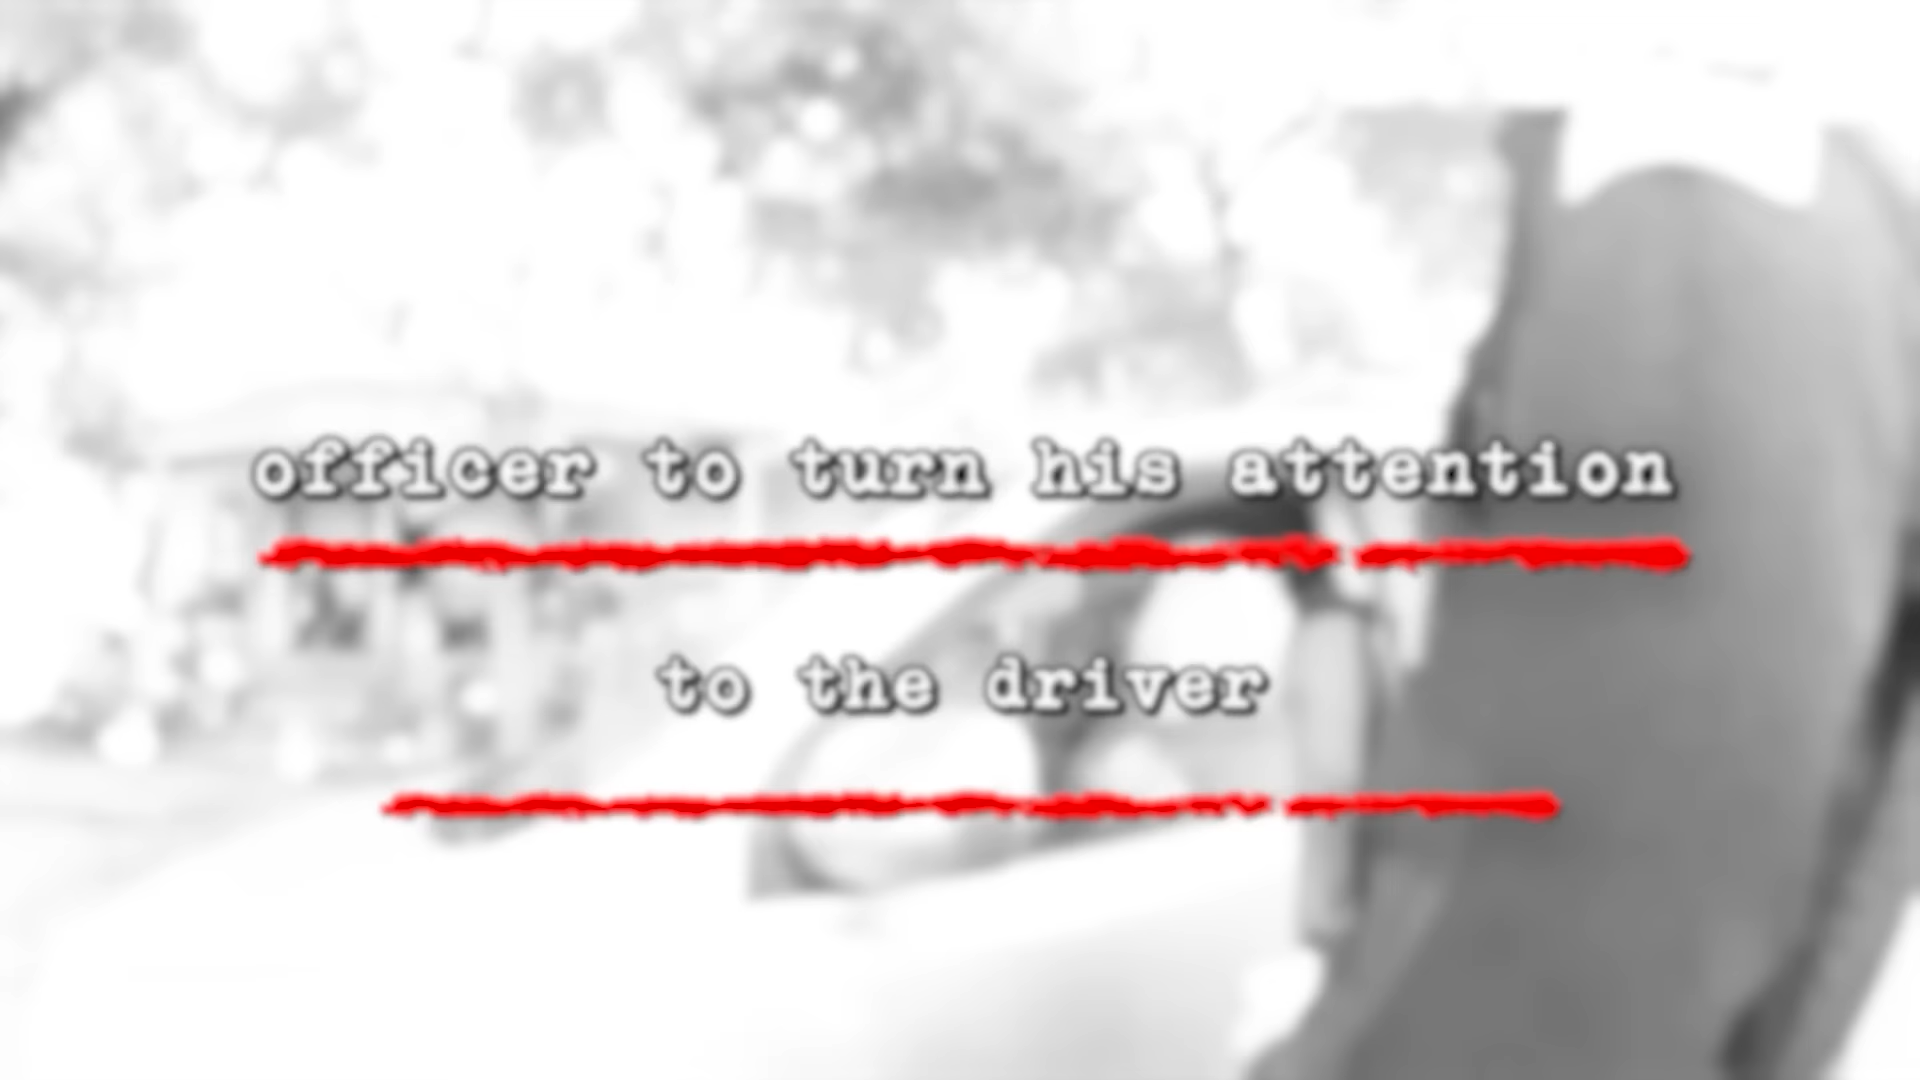 officer to turn his attention
to the driver